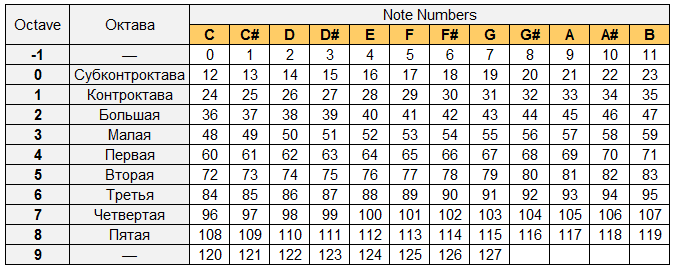 Octave Октава Note Numbers
C C# D D# E F F# G G# A A# B
-1 — 0 1 2 3 4 5 6 7 8 9 10 11
0 Субконтроктава 12 13 14 15 16 17 18 19 20 21 22 23
1 Контроктава 24 25 26 27 28 29 30 31 32 33 34 35
2 Большая 36 37 38 39 40 41 42 43 44 45 46 47
3 Малая 48 49 50 51 52 53 54 55 56 57 58 59
4 Первая 60 61 62 63 64 65 66 67 68 69 70 71
5 Вторая 72 73 74 75 76 77 78 79 80 81 82 83
6 Третья 84 85 86 87 88 89 90 91 92 93 94 95
7 Четвертая 96 97 98 99 100 101 102 103 104 105 106 107
8 Пятая 108 109 110 111 112 113 114 115 116 117 118 119
9 — 120 121 122 123 124 125 126 127